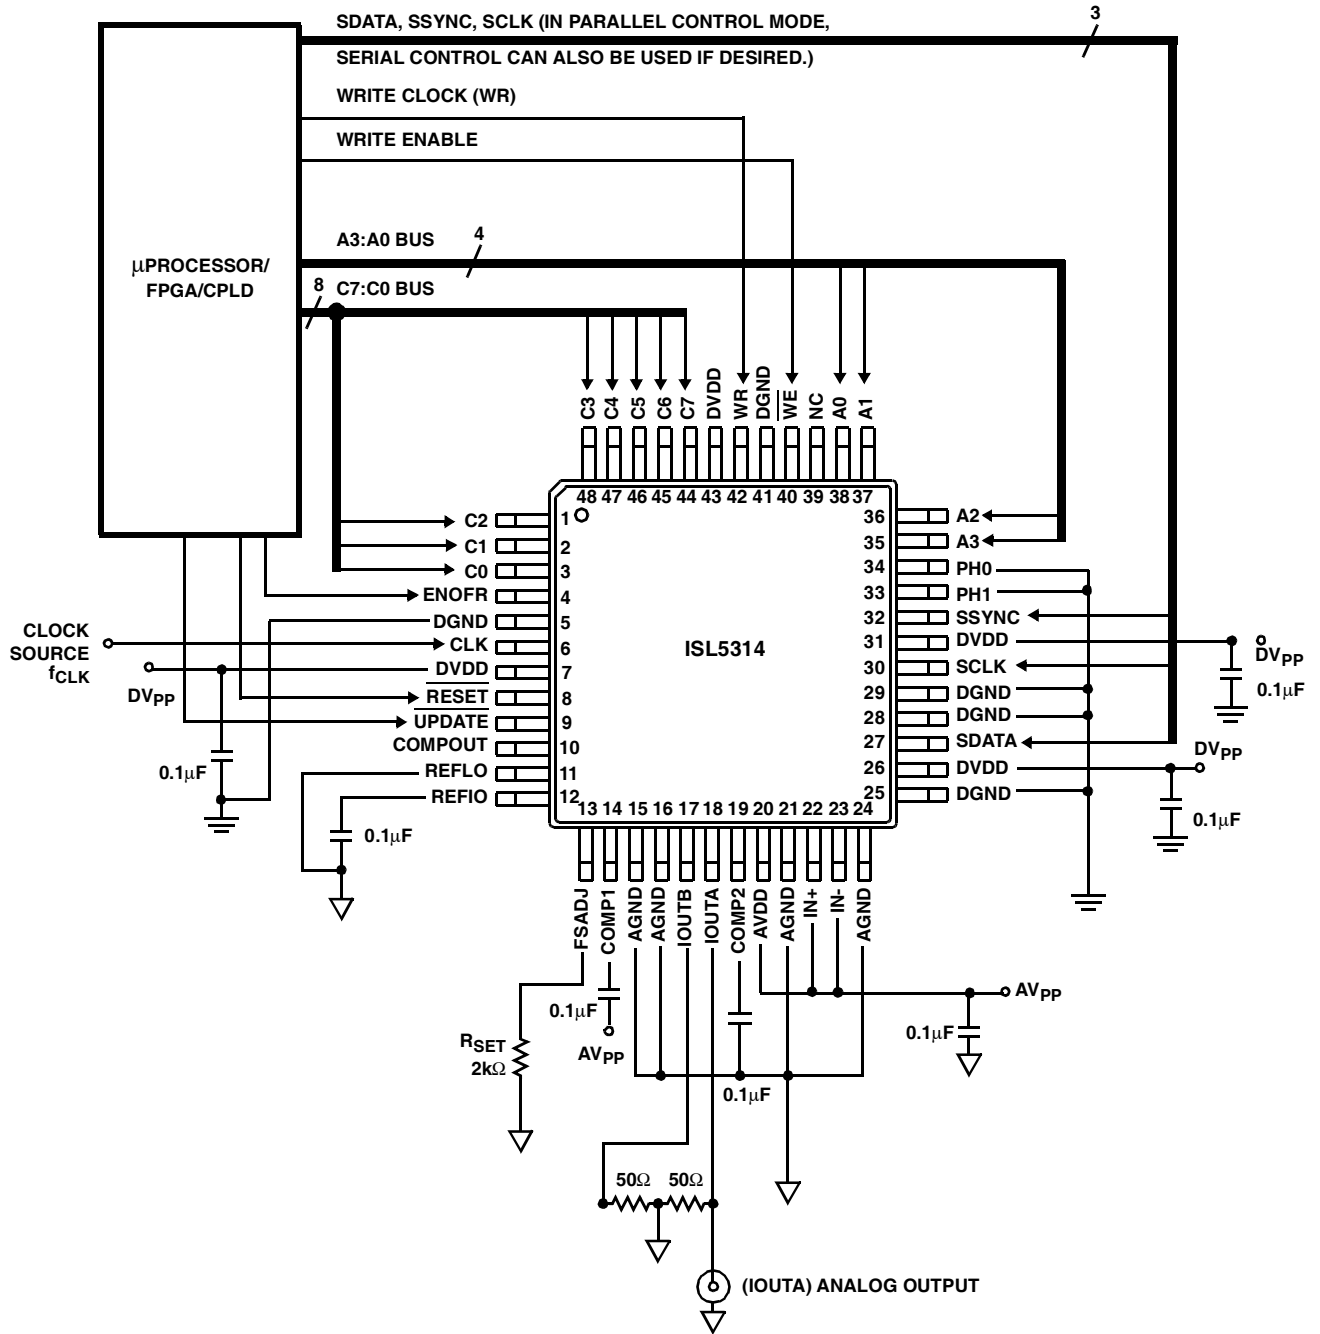 SDATA, SSYNC, SCLK (IN PARALLEL CONTROL MODE,
3
SERIAL CONTROL CAN ALSO BE USED IF DESIRED.)
WRITE CLOCK (WR)
WRITE ENABLE
A3:A0 BUS
4
8
C7:C0 BUS
μPROCESSOR/
FPGA/CPLD
C3
C4
C5
C6
C7
DVDD
WR
DGND
WE
NC
A0
A1
48 47 46 45 44 43 42 41 40 39 38 37
C2
1
C1
2
C0
3
ENOFR
4
DGND
5
CLK
6
DVDD
7
RESET
8
UPDATE
9
COMPOUT
10
REFLO
11
REFIO
12
CLOCK
SOURCE
fCLK
DVPP
0.1μF
0.1μF
ISL5314
36
A2
35
A3
34
PH0
33
PH1
32
SSYNC
31
DVDD
30
SCLK
29
DGND
28
DGND
27
SDATA
26
DVDD
25
DGND
DVPP
0.1μF
DVPP
0.1μF
13 14 15 16 17 18 19 20 21 22 23 24
FSADJ
COMP1
AGND
AGND
IOUTB
IOUTA
COMP2
AVDD
AGND
IN+
IN-
AGND
0.1μF
AVPP
RSET
2kΩ
0.1μF
AVPP
0.1μF
50Ω
50Ω
(IOUTA) ANALOG OUTPUT